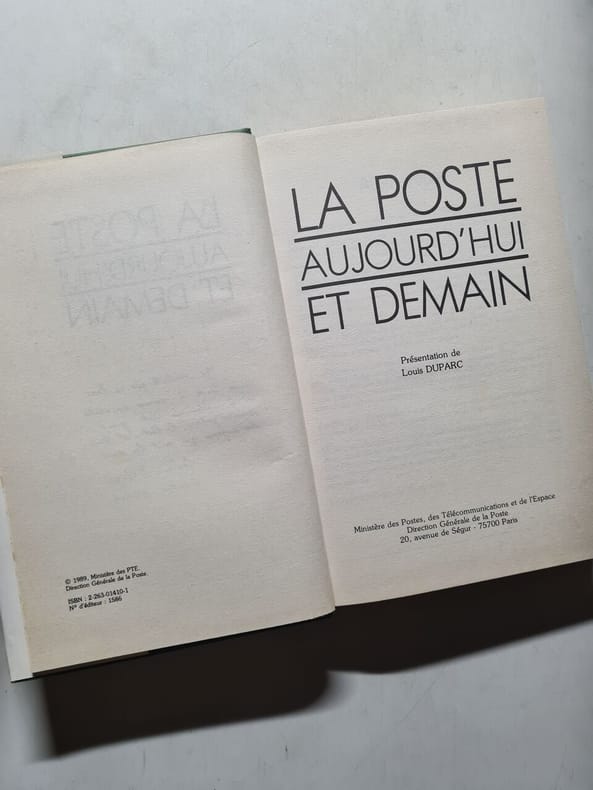 © 1989, Ministère des PTE.
Direction Générale de la Poste.
ISBN : 2-263-01410-1
N° d'éditeur : 1586
LA POSTE
AUJOURD'HUI
ET DEMAIN
Présentation de
Louis DUPARC
Ministère des Postes, des Télécommunications et de l'Espace
Direction Générale de la Poste
20, avenue de Ségur - 75700 Paris